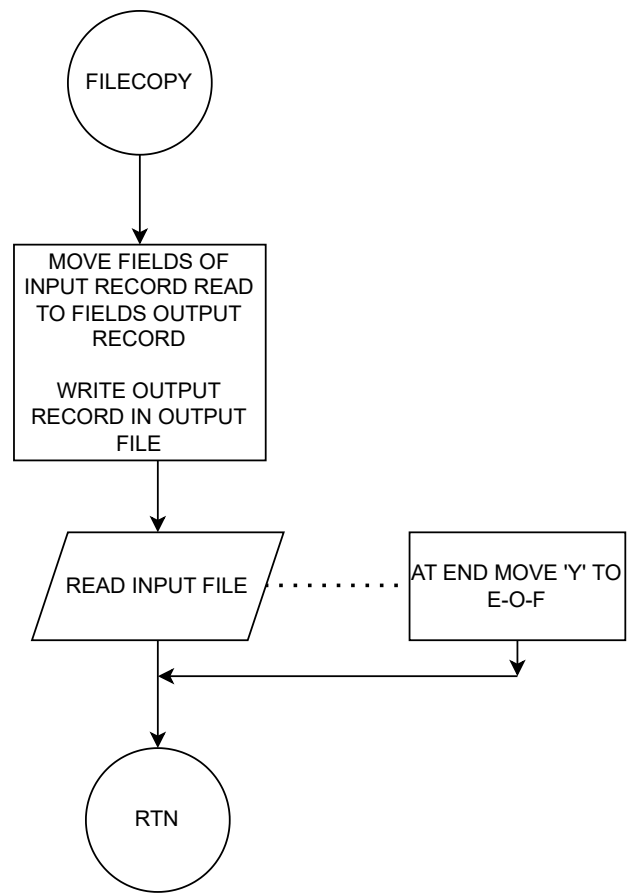 FILECOPY
MOVE FIELDS OF
INPUT RECORD READ
TO FIELDS OUTPUT
RECORD
WRITE OUTPUT
RECORD IN OUTPUT
FILE
READ INPUT FILE
AT END MOVE 'Y' TO
E-O-F
RTN